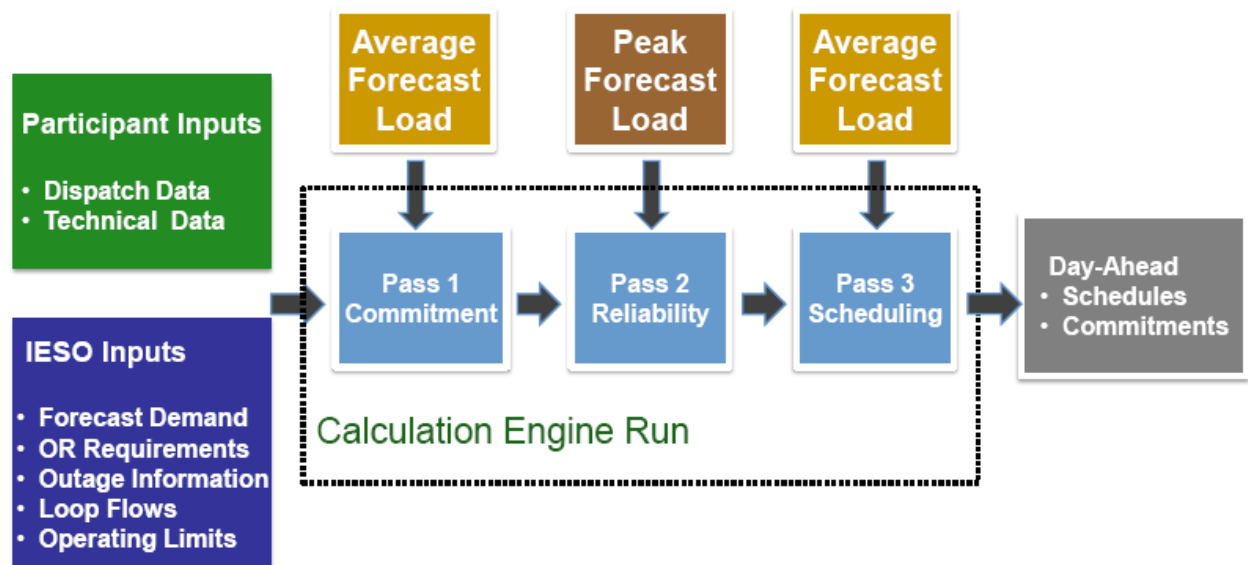 Participant Inputs
• Dispatch Data
• Technical Data
IESO Inputs
• Forecast Demand
• OR Requirements
• Outage Information
• Loop Flows
• Operating Limits
Average
Forecast
Load
Peak
Forecast
Load
Average
Forecast
Load
Pass 1
Commitment
Pass 2
Reliability
Pass 3
Scheduling
Calculation Engine Run
Day-Ahead
• Schedules
• Commitments